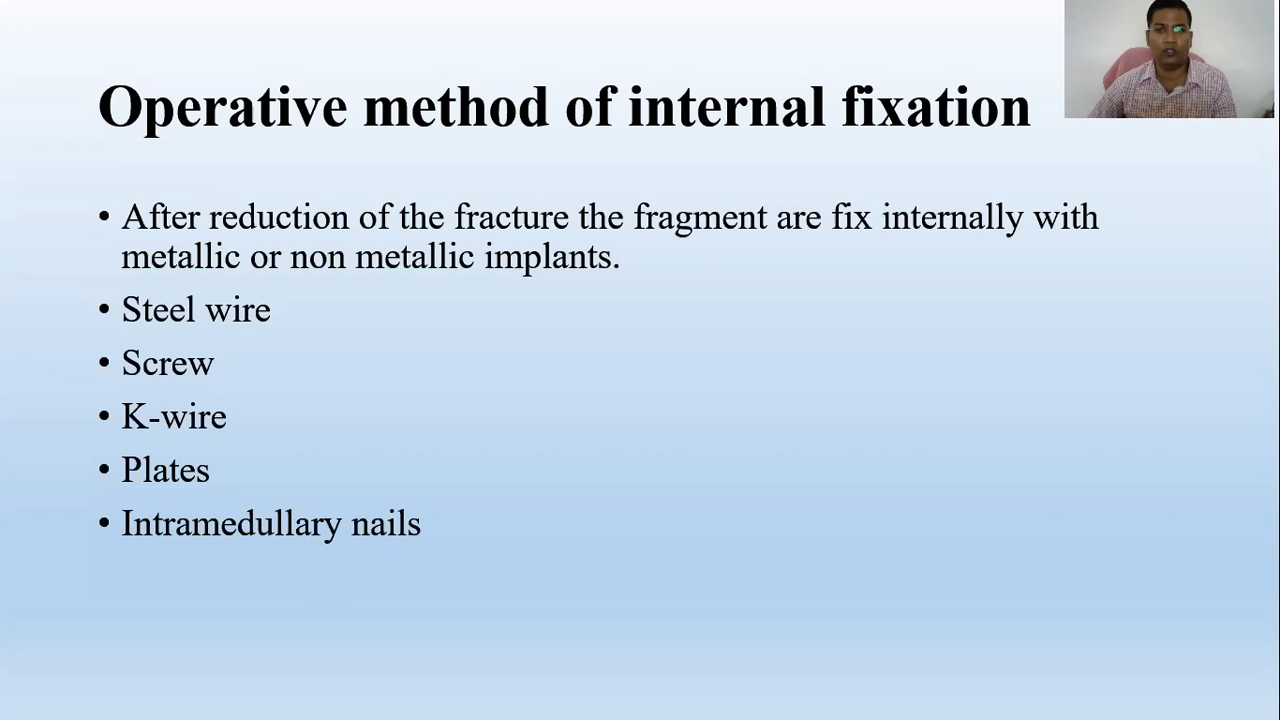 Operative method of internal fixation
• After reduction of the fracture the fragment are fix internally with
metallic or non metallic implants.
• Steel wire
• Screw
• K-wire
• Plates
• Intramedullary nails